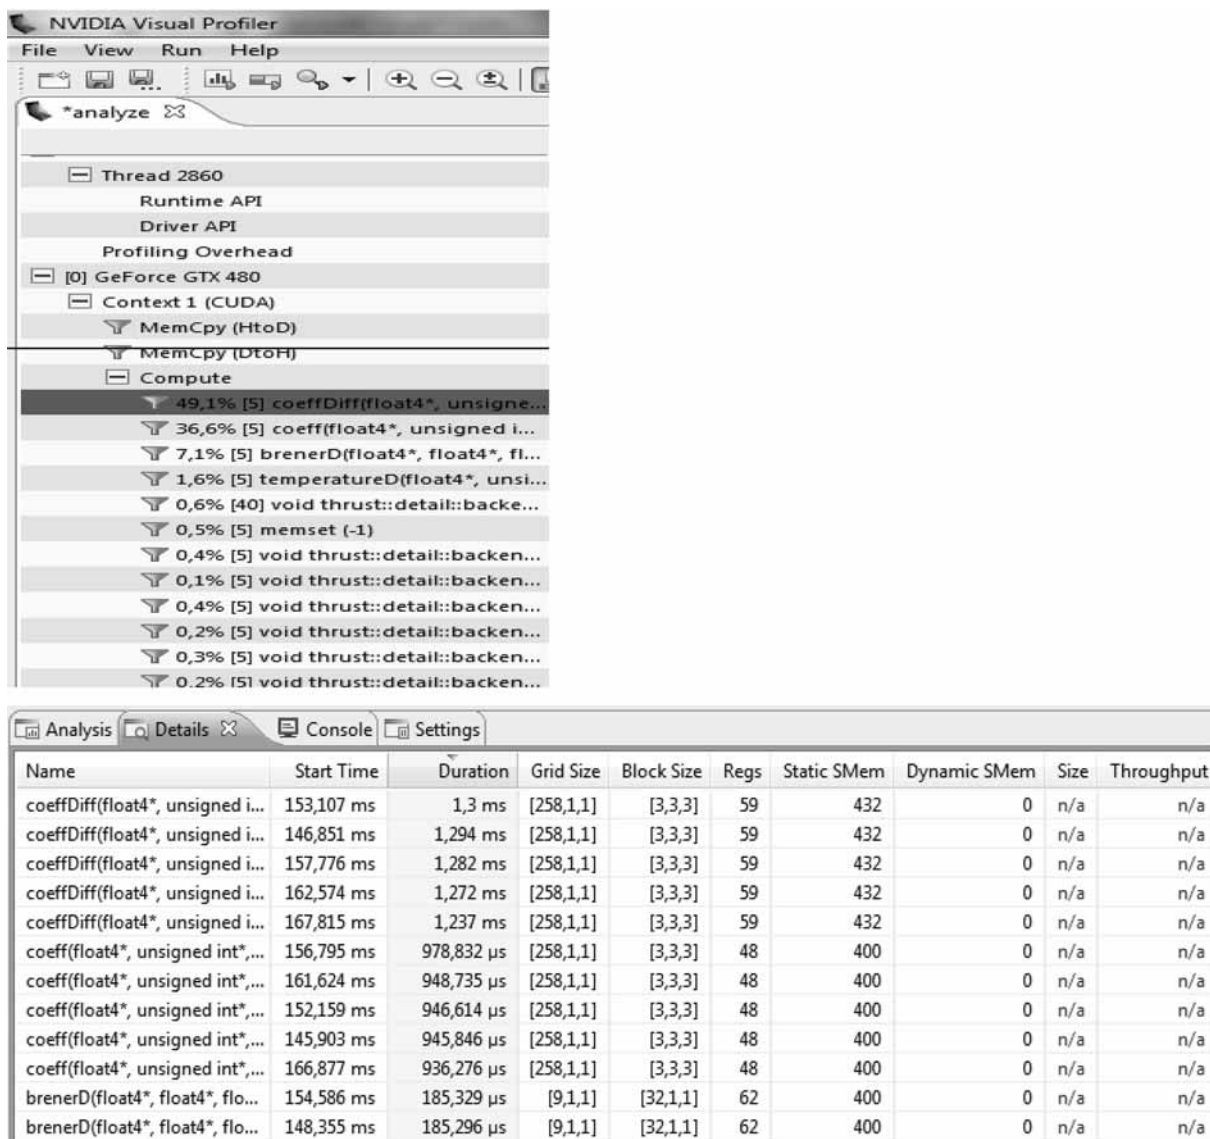 NVIDIA Visual Profiler
File View Run Help
*analyze
Thread 2860
Runtime API
Driver API
Profiling Overhead
[0] GeForce GTX 480
Context 1 (CUDA)
MemCpy (HtoD)
MemCpy (DtoH)
Compute
49,1% [5] coeffDiff(float4*, unsigne...
36,6% [5] coeff(float4*, unsigned i...
7,1% [5] brenerD(float4*, float4*, fl...
1,6% [5] temperatureD(float4*, unsi...
0,6% [40] void thrust::detail::backe...
0,5% [5] memset (-1)
0,4% [5] void thrust::detail::backen...
0,1% [5] void thrust::detail::backen...
0,4% [5] void thrust::detail::backen...
0,2% [5] void thrust::detail::backen...
0,3% [5] void thrust::detail::backen...
0,2% [5] void thrust::detail::backen...
Analysis Details Console Settings
Name Start Time Duration Grid Size Block Size Regs Static SMem Dynamic SMem Size Throughput
coeffDiff(float4*, unsigned i... 153,107 ms 1,3 ms [258,1,1] [3,3,3] 59 432 0 n/a n/a
coeffDiff(float4*, unsigned i... 146,851 ms 1,294 ms [258,1,1] [3,3,3] 59 432 0 n/a n/a
coeffDiff(float4*, unsigned i... 157,776 ms 1,282 ms [258,1,1] [3,3,3] 59 432 0 n/a n/a
coeffDiff(float4*, unsigned i... 162,574 ms 1,272 ms [258,1,1] [3,3,3] 59 432 0 n/a n/a
coeffDiff(float4*, unsigned i... 167,815 ms 1,237 ms [258,1,1] [3,3,3] 59 432 0 n/a n/a
coeff(float4*, unsigned int*,... 156,795 ms 978,832 µs [258,1,1] [3,3,3] 48 400 0 n/a n/a
coeff(float4*, unsigned int*,... 161,624 ms 948,735 µs [258,1,1] [3,3,3] 48 400 0 n/a n/a
coeff(float4*, unsigned int*,... 152,159 ms 946,614 µs [258,1,1] [3,3,3] 48 400 0 n/a n/a
coeff(float4*, unsigned int*,... 145,903 ms 945,846 µs [258,1,1] [3,3,3] 48 400 0 n/a n/a
coeff(float4*, unsigned int*,... 166,877 ms 936,276 µs [258,1,1] [3,3,3] 48 400 0 n/a n/a
brenerD(float4*, float4*, flo... 154,586 ms 185,329 µs [9,1,1] [32,1,1] 62 400 0 n/a n/a
brenerD(float4*, float4*, flo... 148,355 ms 185,296 µs [9,1,1] [32,1,1] 62 400 0 n/a n/a